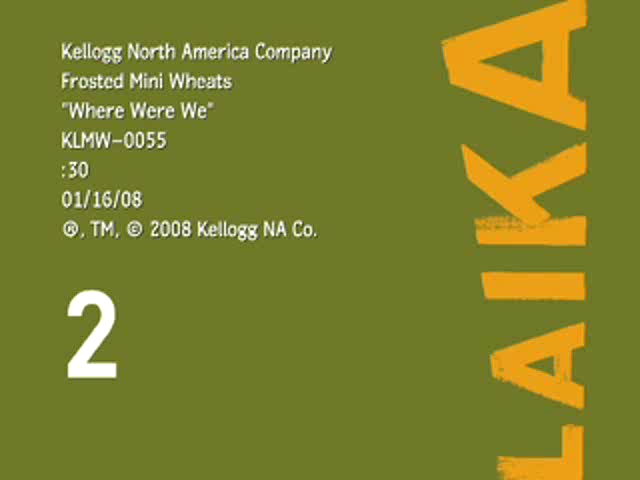 Kellogg North America Company
Frosted Mini Wheats
"Where Were We"
KLMW-0055
:30
01/16/08
®, TM, © 2008 Kellogg NA Co.
2
LAIKA